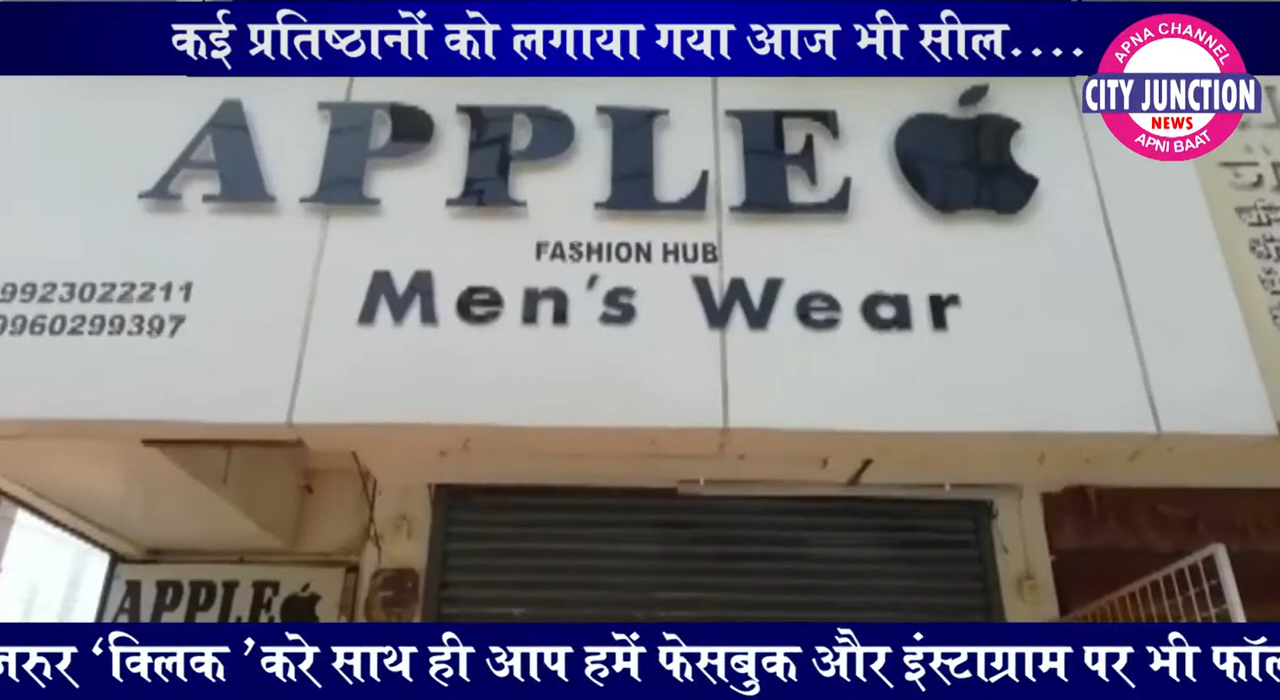 कई प्रतिष्ठानों को लगाया गया आज भी सील....
APNA CHANNEL
CITY JUNCTION
NEWS
APNI BAAT
APPLE
FASHION HUB
Men's Wear
9923022211
9960299397
APPLE
जरुर ‘क्लिक ’करे साथ ही आप हमें फेसबुक और इंस्टाग्राम पर भी फॉल